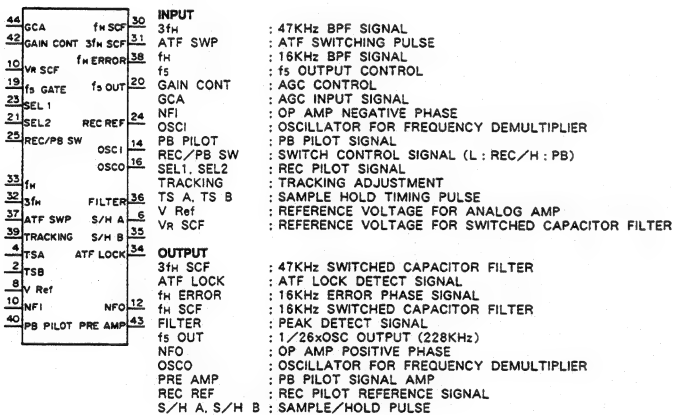 44 GCA fH SCF 30
42 GAIN CONT 3fH SCF 31
fH ERROR 38
10 VR SCF
19 fs GATE fs OUT 20
23 SEL 1
21 SEL2 REC REF 24
25 REC/PB SW
OSCI 14
OSCO 16
33 fH
32 3fH FILTER 36
37 ATF SWP S/H A 6
39 TRACKING S/H B 35
4 TSA ATF LOCK 34
2 TSB
8 V Ref
10 NFI NFO 12
40 PB PILOT PRE AMP 43
INPUT
3fH : 47KHz BPF SIGNAL
ATF SWP : ATF SWITCHING PULSE
fH : 16KHz BPF SIGNAL
fs : fs OUTPUT CONTROL
GAIN CONT : AGC CONTROL
GCA : AGC INPUT SIGNAL
NFI : OP AMP NEGATIVE PHASE
OSCI : OSCILLATOR FOR FREQUENCY DEMULTIPLIER
PB PILOT : PB PILOT SIGNAL
REC/PB SW : SWITCH CONTROL SIGNAL (L : REC/H : PB)
SEL1, SEL2 : REC PILOT SIGNAL
TRACKING : TRACKING ADJUSTMENT
TS A, TS B : SAMPLE HOLD TIMING PULSE
V Ref : REFERENCE VOLTAGE FOR ANALOG AMP
VR SCF : REFERENCE VOLTAGE FOR SWITCHED CAPACITOR FILTER
OUTPUT
3fH SCF : 47KHz SWITCHED CAPACITOR FILTER
ATF LOCK : ATF LOCK DETECT SIGNAL
fH ERROR : 16KHz ERROR PHASE SIGNAL
fH SCF : 16KHz SWITCHED CAPACITOR FILTER
FILTER : PEAK DETECT SIGNAL
fs OUT : 1/26xOSC OUTPUT (228KHz)
NFO : OP AMP POSITIVE PHASE
OSCO : OSCILLATOR FOR FREQUENCY DEMULTIPLIER
PRE AMP : PB PILOT SIGNAL AMP
REC REF : REC PILOT REFERENCE SIGNAL
S/H A, S/H B : SAMPLE/HOLD PULSE